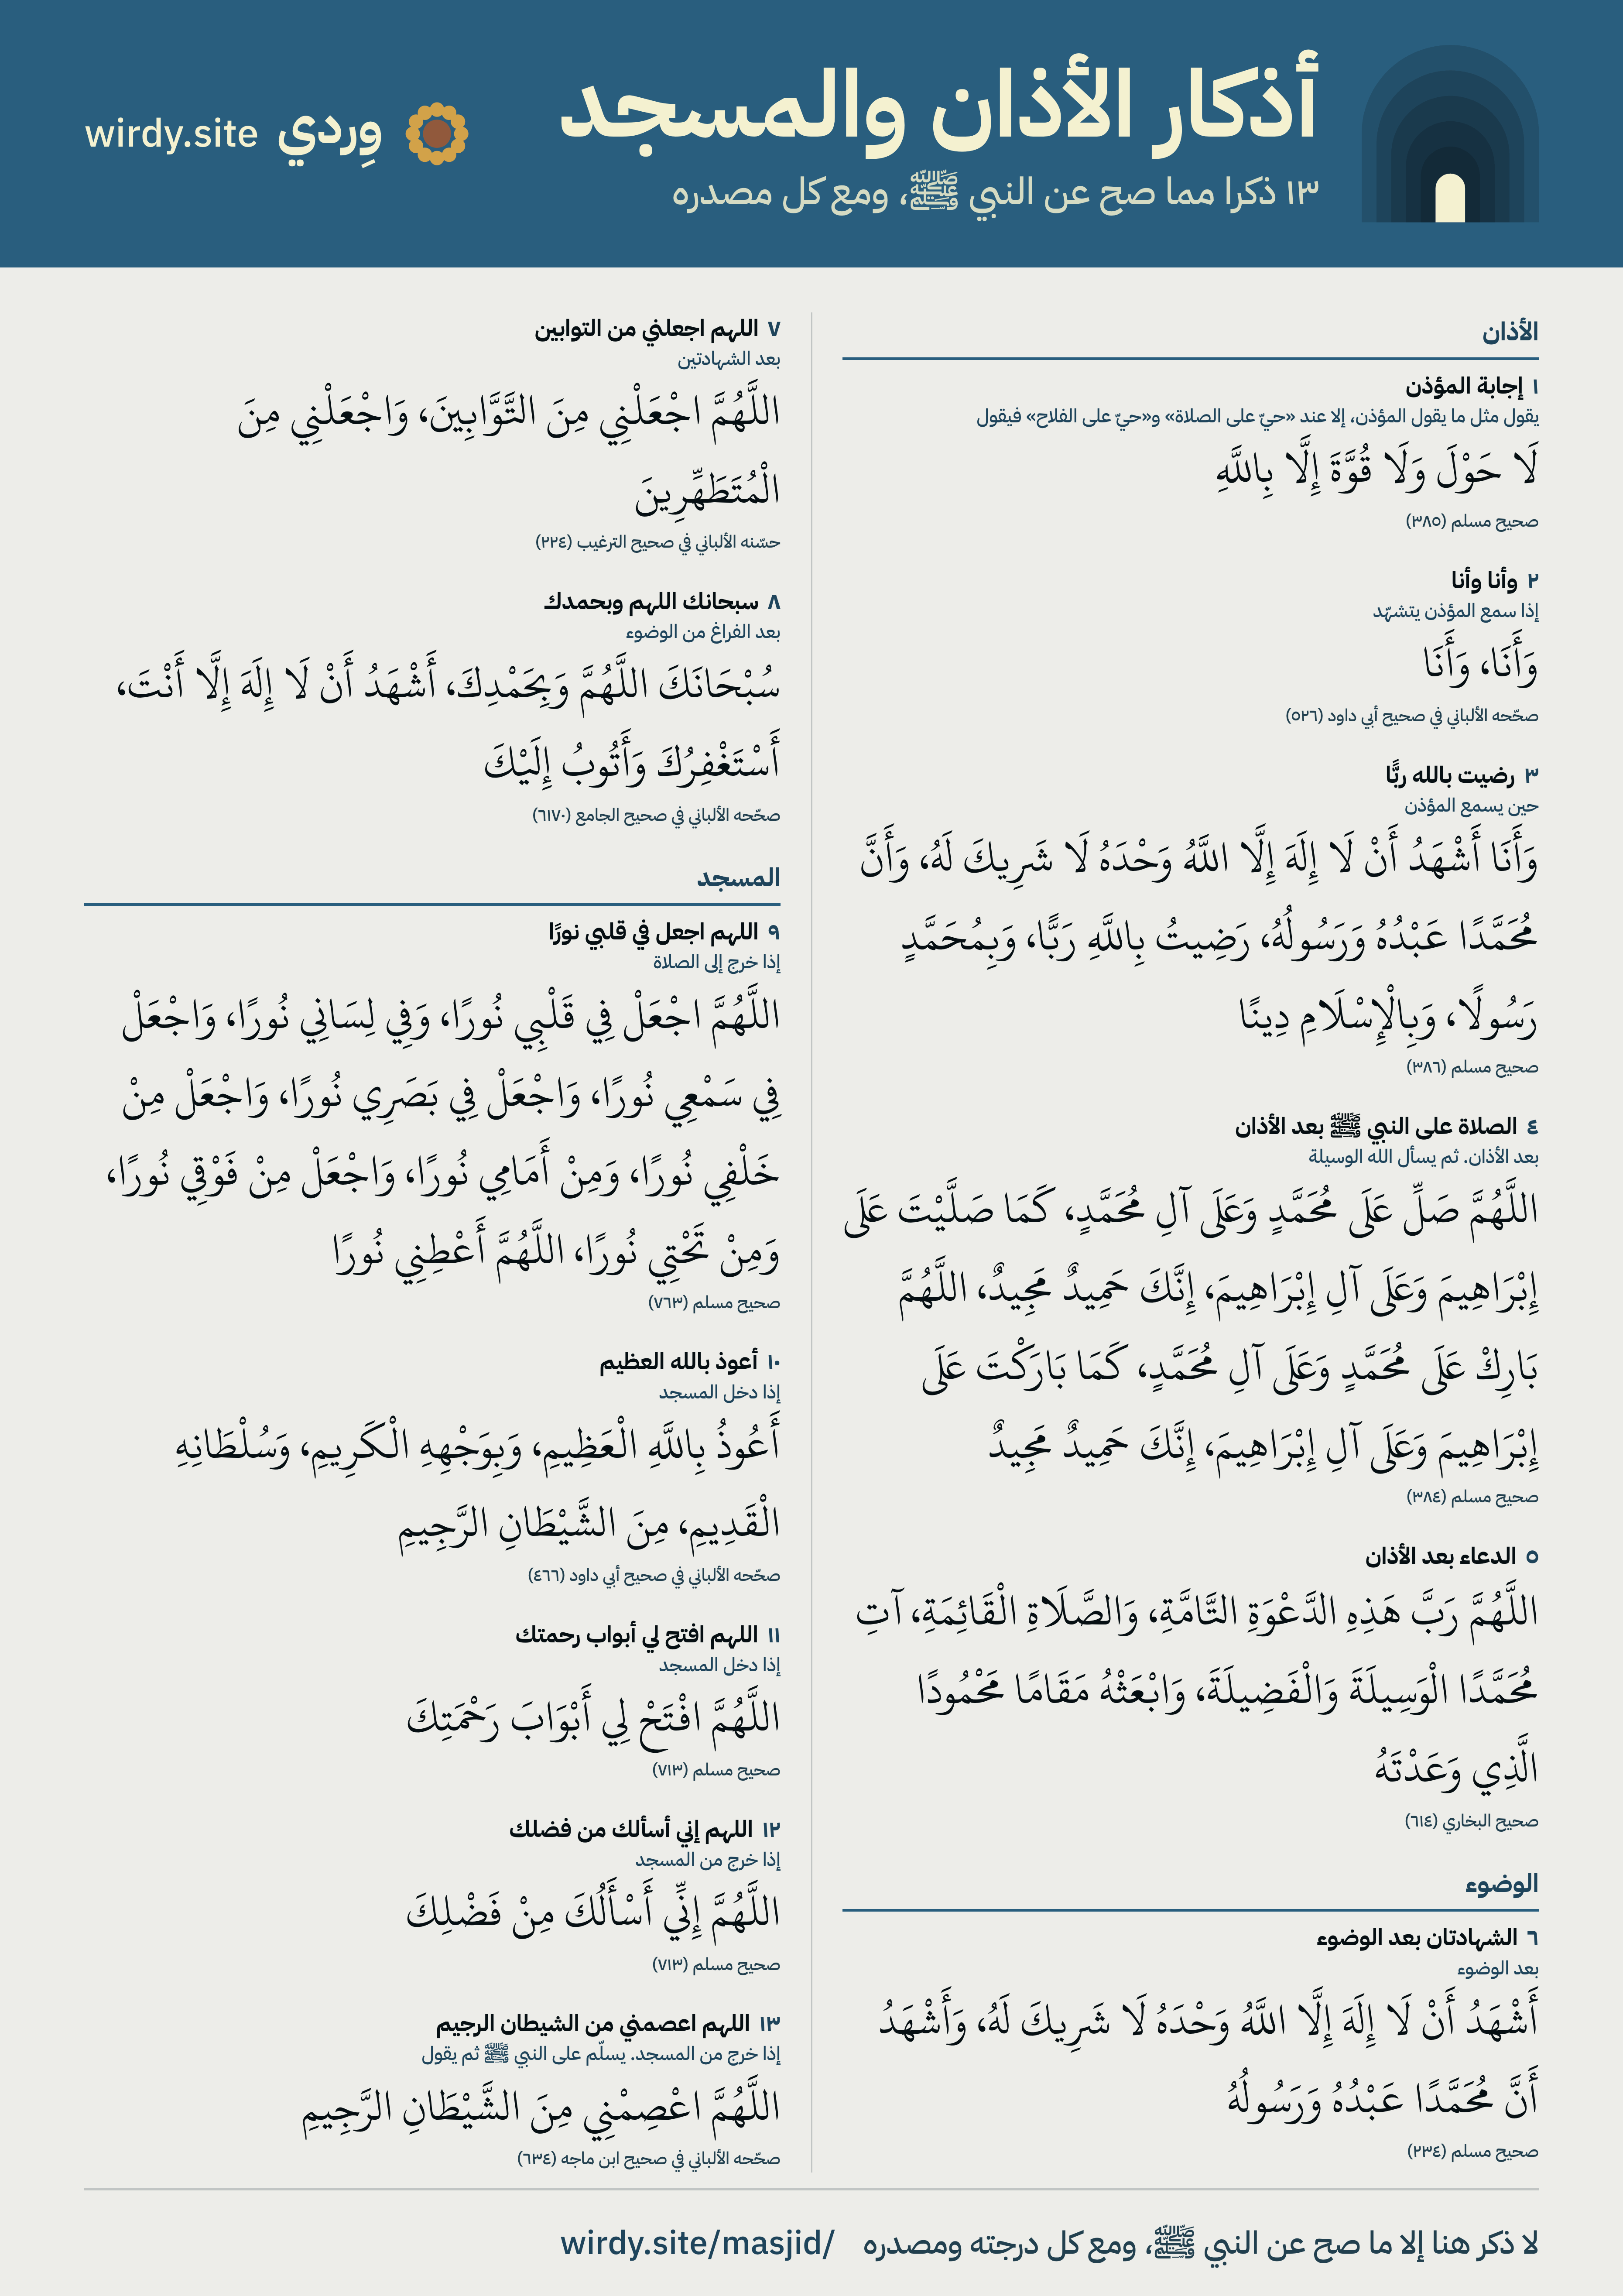 أذكار الأذان والمسجد
١٣ ذكرا مما صح عن النبي ﷺ، ومع كل مصدره
وِردي wirdy.site
الأذان
١ إجابة المؤذن
يقول مثل ما يقول المؤذن، إلا عند «حيّ على الصلاة» و«حيّ على الفلاح» فيقول
لَا حَوْلَ وَلَا قُوَّةَ إِلَّا بِاللَّهِ
صحيح مسلم (٣٨٥)
٢ وأنا وأنا
إذا سمع المؤذن يتشهّد
وَأَنَا، وَأَنَا
صحّحه الألباني في صحيح أبي داود (٥٢٦)
٣ رضيت بالله ربًّا
حين يسمع المؤذن
وَأَنَا أَشْهَدُ أَنْ لَا إِلَهَ إِلَّا اللَّهُ وَحْدَهُ لَا شَرِيكَ لَهُ، وَأَنَّ
مُحَمَّدًا عَبْدُهُ وَرَسُولُهُ، رَضِيتُ بِاللَّهِ رَبًّا، وَبِمُحَمَّدٍ
رَسُولًا، وَبِالْإِسْلَامِ دِينًا
صحيح مسلم (٣٨٦)
٤ الصلاة على النبي ﷺ بعد الأذان
بعد الأذان. ثم يسأل الله الوسيلة
اللَّهُمَّ صَلِّ عَلَى مُحَمَّدٍ وَعَلَى آلِ مُحَمَّدٍ، كَمَا صَلَّيْتَ عَلَى
إِبْرَاهِيمَ وَعَلَى آلِ إِبْرَاهِيمَ، إِنَّكَ حَمِيدٌ مَجِيدٌ، اللَّهُمَّ
بَارِكْ عَلَى مُحَمَّدٍ وَعَلَى آلِ مُحَمَّدٍ، كَمَا بَارَكْتَ عَلَى
إِبْرَاهِيمَ وَعَلَى آلِ إِبْرَاهِيمَ، إِنَّكَ حَمِيدٌ مَجِيدٌ
صحيح مسلم (٣٨٤)
٥ الدعاء بعد الأذان
اللَّهُمَّ رَبَّ هَذِهِ الدَّعْوَةِ التَّامَّةِ، وَالصَّلَاةِ الْقَائِمَةِ، آتِ
مُحَمَّدًا الْوَسِيلَةَ وَالْفَضِيلَةَ، وَابْعَثْهُ مَقَامًا مَحْمُودًا
الَّذِي وَعَدْتَهُ
صحيح البخاري (٦١٤)
الوضوء
٦ الشهادتان بعد الوضوء
بعد الوضوء
أَشْهَدُ أَنْ لَا إِلَهَ إِلَّا اللَّهُ وَحْدَهُ لَا شَرِيكَ لَهُ، وَأَشْهَدُ
أَنَّ مُحَمَّدًا عَبْدُهُ وَرَسُولُهُ
صحيح مسلم (٢٣٤)
٧ اللهم اجعلني من التوابين
بعد الشهادتين
اللَّهُمَّ اجْعَلْنِي مِنَ التَّوَّابِينَ، وَاجْعَلْنِي مِنَ
الْمُتَطَهِّرِينَ
حسّنه الألباني في صحيح الترغيب (٢٢٤)
٨ سبحانك اللهم وبحمدك
بعد الفراغ من الوضوء
سُبْحَانَكَ اللَّهُمَّ وَبِحَمْدِكَ، أَشْهَدُ أَنْ لَا إِلَهَ إِلَّا أَنْتَ،
أَسْتَغْفِرُكَ وَأَتُوبُ إِلَيْكَ
صحّحه الألباني في صحيح الجامع (٦١٧٠)
المسجد
٩ اللهم اجعل في قلبي نورًا
إذا خرج إلى الصلاة
اللَّهُمَّ اجْعَلْ فِي قَلْبِي نُورًا، وَفِي لِسَانِي نُورًا، وَاجْعَلْ
فِي سَمْعِي نُورًا، وَاجْعَلْ فِي بَصَرِي نُورًا، وَاجْعَلْ مِنْ
خَلْفِي نُورًا، وَمِنْ أَمَامِي نُورًا، وَاجْعَلْ مِنْ فَوْقِي نُورًا،
وَمِنْ تَحْتِي نُورًا، اللَّهُمَّ أَعْطِنِي نُورًا
صحيح مسلم (٧٦٣)
١٠ أعوذ بالله العظيم
إذا دخل المسجد
أَعُوذُ بِاللَّهِ الْعَظِيمِ، وَبِوَجْهِهِ الْكَرِيمِ، وَسُلْطَانِهِ
الْقَدِيمِ، مِنَ الشَّيْطَانِ الرَّجِيمِ
صحّحه الألباني في صحيح أبي داود (٤٦٦)
١١ اللهم افتح لي أبواب رحمتك
إذا دخل المسجد
اللَّهُمَّ افْتَحْ لِي أَبْوَابَ رَحْمَتِكَ
صحيح مسلم (٧١٣)
١٢ اللهم إني أسألك من فضلك
إذا خرج من المسجد
اللَّهُمَّ إِنِّي أَسْأَلُكَ مِنْ فَضْلِكَ
صحيح مسلم (٧١٣)
١٣ اللهم اعصمني من الشيطان الرجيم
إذا خرج من المسجد. يسلّم على النبي ﷺ ثم يقول
اللَّهُمَّ اعْصِمْنِي مِنَ الشَّيْطَانِ الرَّجِيمِ
صحّحه الألباني في صحيح ابن ماجه (٦٣٤)
لا ذكر هنا إلا ما صح عن النبي ﷺ، ومع كل درجته ومصدره wirdy.site/masjid/